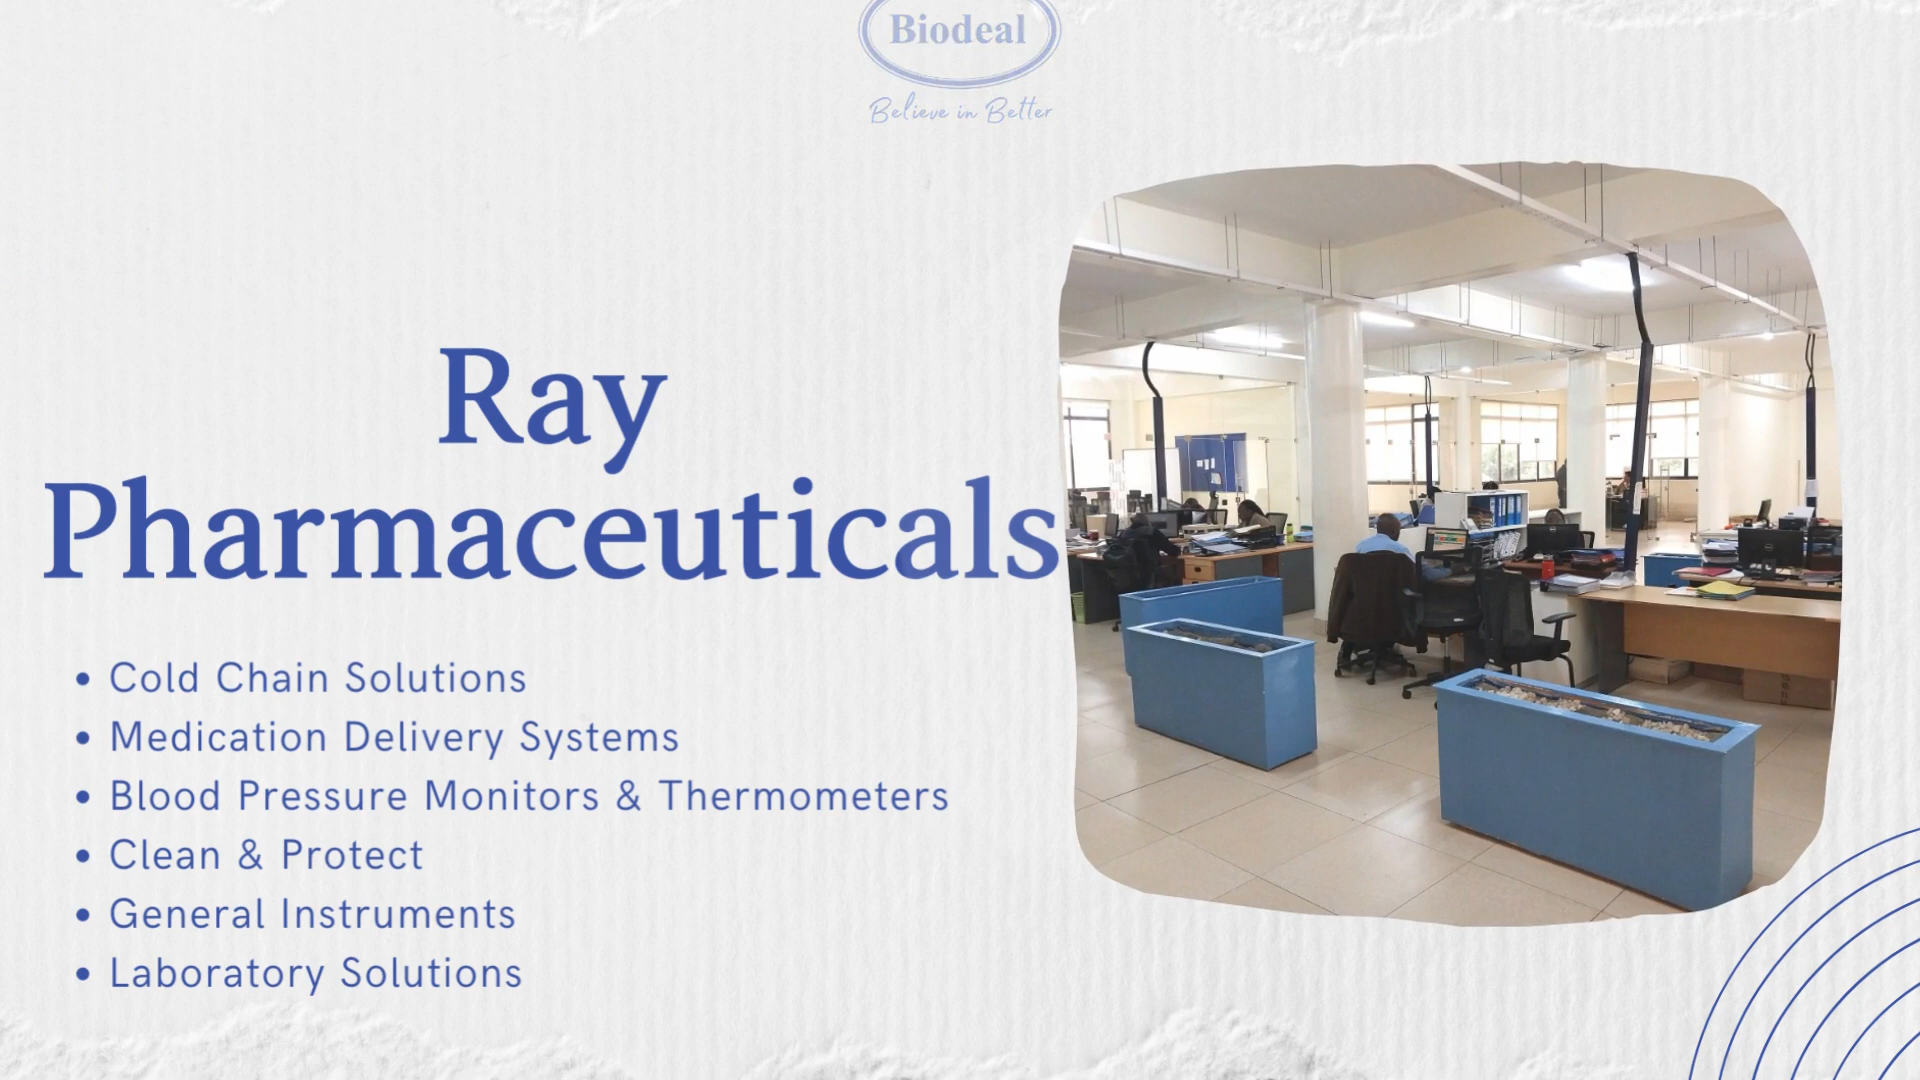 Biodeal
Believe in Better
Ray
Pharmaceuticals
• Cold Chain Solutions
• Medication Delivery Systems
• Blood Pressure Monitors & Thermometers
• Clean & Protect
• General Instruments
• Laboratory Solutions